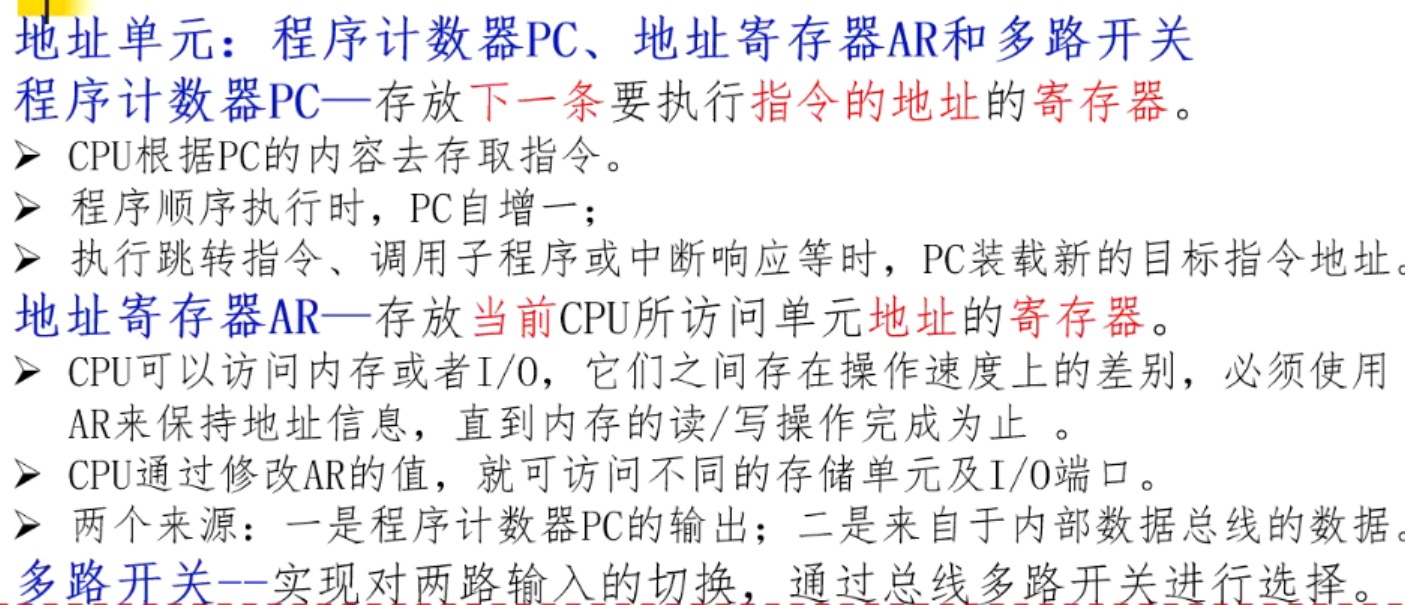 地址单元：程序计数器PC、地址寄存器AR和多路开关
程序计数器PC—存放下一条要执行指令的地址的寄存器。
➢ CPU根据PC的内容去存取指令。
➢ 程序顺序执行时，PC自增一；
➢ 执行跳转指令、调用子程序或中断响应等时，PC装载新的目标指令地址。
地址寄存器AR—存放当前CPU所访问单元地址的寄存器。
➢ CPU可以访问内存或者I/O，它们之间存在操作速度上的差别，必须使用
AR来保持地址信息，直到内存的读/写操作完成为止 。
➢ CPU通过修改AR的值，就可访问不同的存储单元及I/O端口。
➢ 两个来源：一是程序计数器PC的输出；二是来自于内部数据总线的数据。
多路开关--实现对两路输入的切换，通过总线多路开关进行选择。